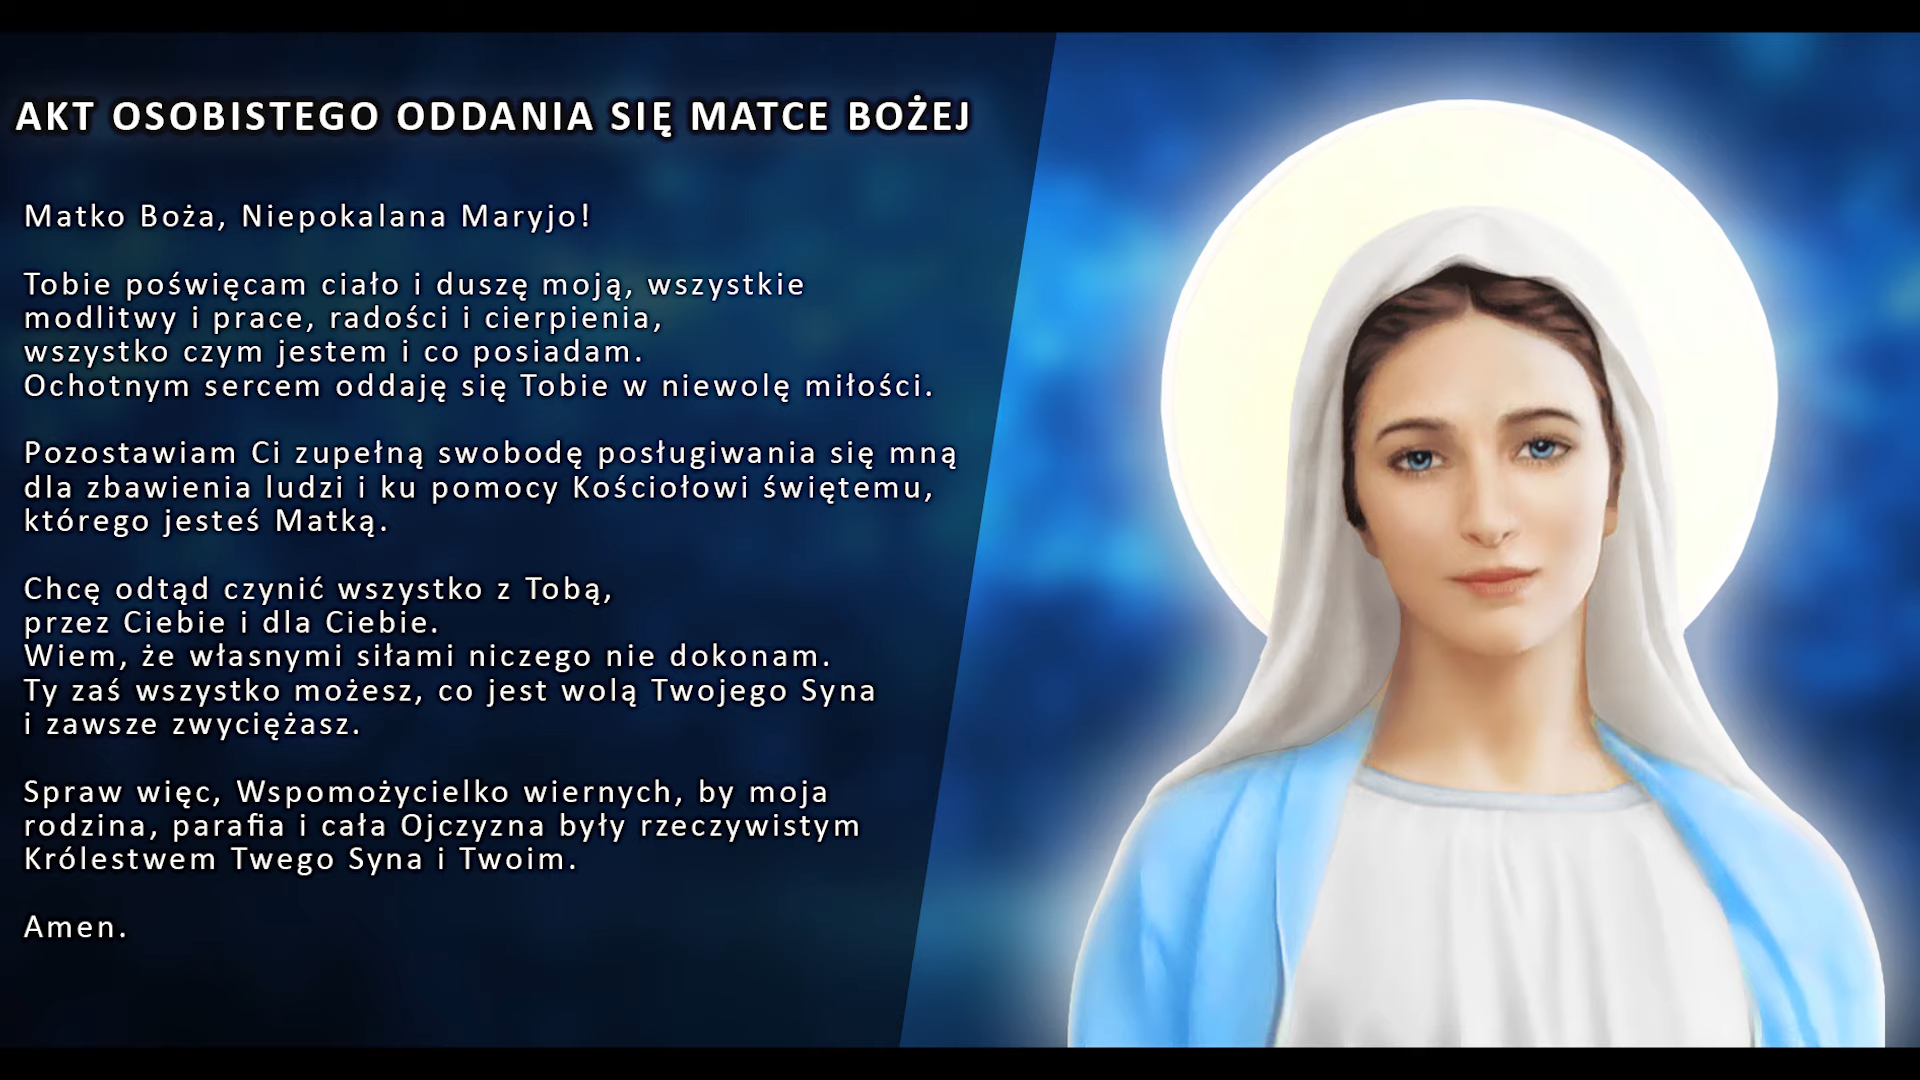 AKT OSOBISTEGO ODDANIA SIĘ MATCE BOŻEJ
Matko Boża, Niepokalana Maryjo!
Tobie poświęcam ciało i duszę moją, wszystkie
modlitwy i prace, radości i cierpienia,
wszystko czym jestem i co posiadam.
Ochotnym sercem oddaję się Tobie w niewolę miłości.
Pozostawiam Ci zupełną swobodę posługiwania się mną
dla zbawienia ludzi i ku pomocy Kościołowi świętemu,
którego jesteś Matką.
Chcę odtąd czynić wszystko z Tobą,
przez Ciebie i dla Ciebie.
Wiem, że własnymi siłami niczego nie dokonam.
Ty zaś wszystko możesz, co jest wolą Twojego Syna
i zawsze zwyciężasz.
Spraw więc, Wspomożycielko wiernych, by moja
rodzina, parafia i cała Ojczyzna były rzeczywistym
Królestwem Twego Syna i Twoim.
Amen.